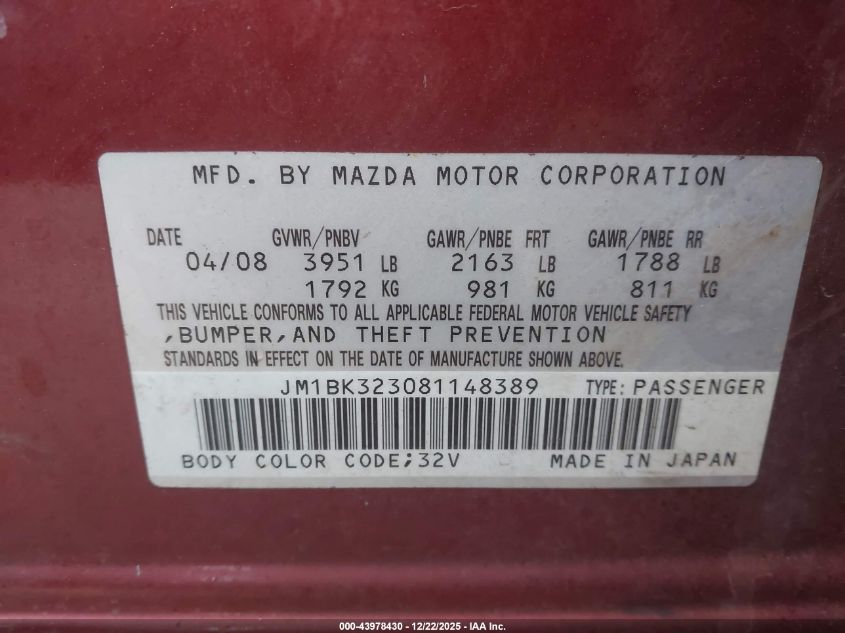 MFD. BY MAZDA MOTOR CORPORATION
DATE GVWR/PNBV GAWR/PNBE FRT GAWR/PNBE RR
04/08 3951 LB 2163 LB 1788 LB
1792 KG 981 KG 811 KG
THIS VEHICLE CONFORMS TO ALL APPLICABLE FEDERAL MOTOR VEHICLE SAFETY
,BUMPER,AND THEFT PREVENTION
STANDARDS IN EFFECT ON THE DATE OF MANUFACTURE SHOWN ABOVE.
JM1BK323081148389 TYPE: PASSENGER
BODY COLOR CODE;32V MADE IN JAPAN
000-43978430 - 12/22/2025 - IAA Inc.